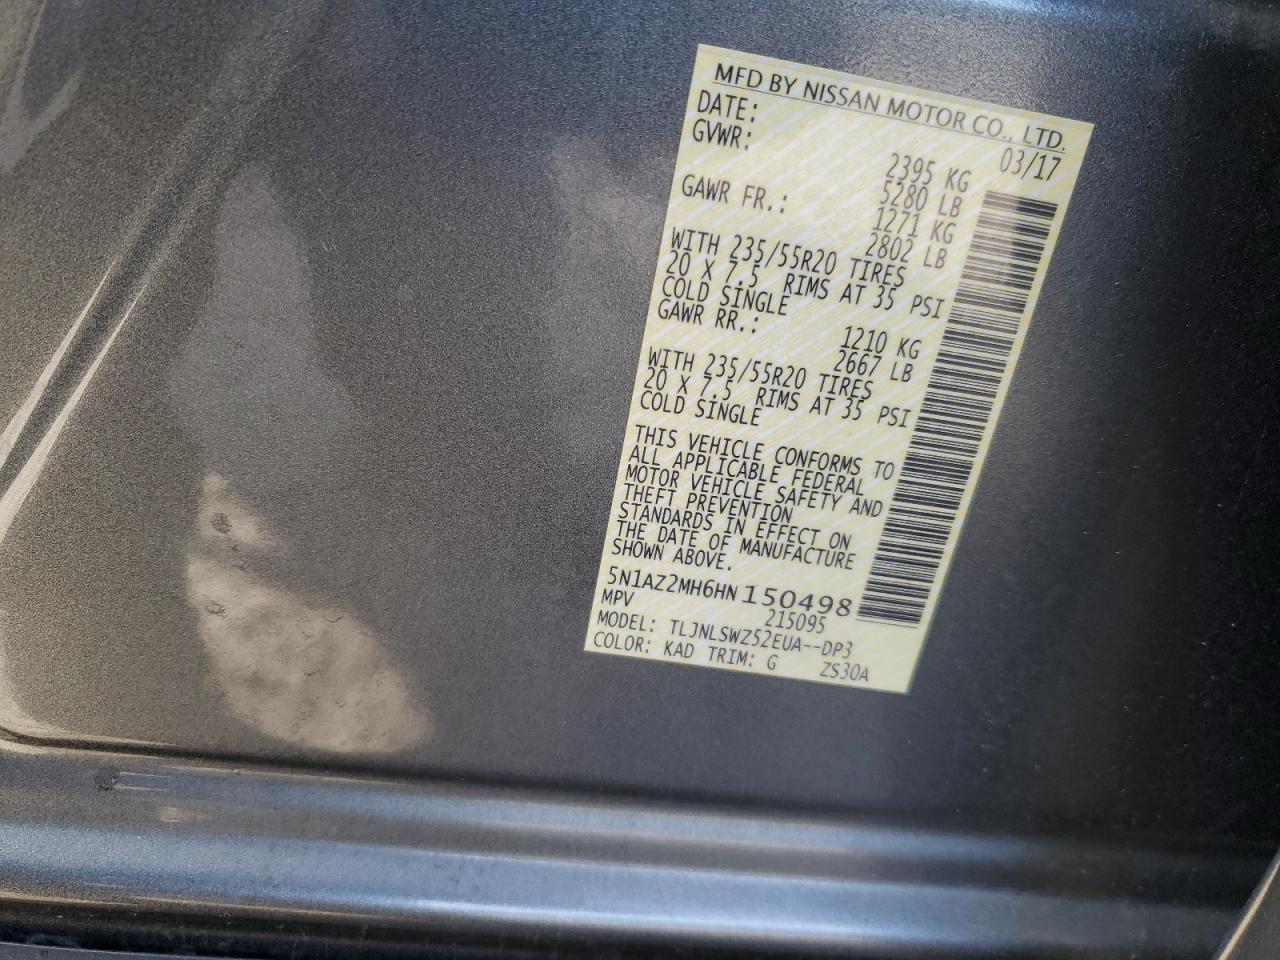 MFD BY NISSAN MOTOR CO., LTD.
DATE: 03/17
GVWR: 2395 KG
5280 LB
GAWR FR.: 1271 KG
2802 LB
WITH 235/55R20 TIRES
20 X 7.5 RIMS AT 35 PSI
COLD SINGLE
GAWR RR.: 1210 KG
2667 LB
WITH 235/55R20 TIRES
20 X 7.5 RIMS AT 35 PSI
COLD SINGLE
THIS VEHICLE CONFORMS TO
ALL APPLICABLE FEDERAL
MOTOR VEHICLE SAFETY AND
THEFT PREVENTION
STANDARDS IN EFFECT ON
THE DATE OF MANUFACTURE
SHOWN ABOVE.
5N1AZ2MH6HN150498
MPV 215095
MODEL: TLJNLSWZ52EUA--DP3
COLOR: KAD TRIM: G ZS30A